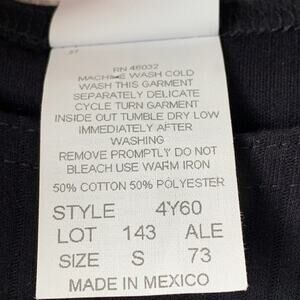 37
RN 46032
MACHINE WASH COLD
WASH THIS GARMENT
SEPARATELY DELICATE
CYCLE TURN GARMENT
INSIDE OUT TUMBLE DRY LOW
IMMEDIATELY AFTER
WASHING
REMOVE PROMPTLY DO NOT
BLEACH USE WARM IRON
50% COTTON 50% POLYESTER
STYLE 4Y60
LOT 143 ALE
SIZE S 73
MADE IN MEXICO